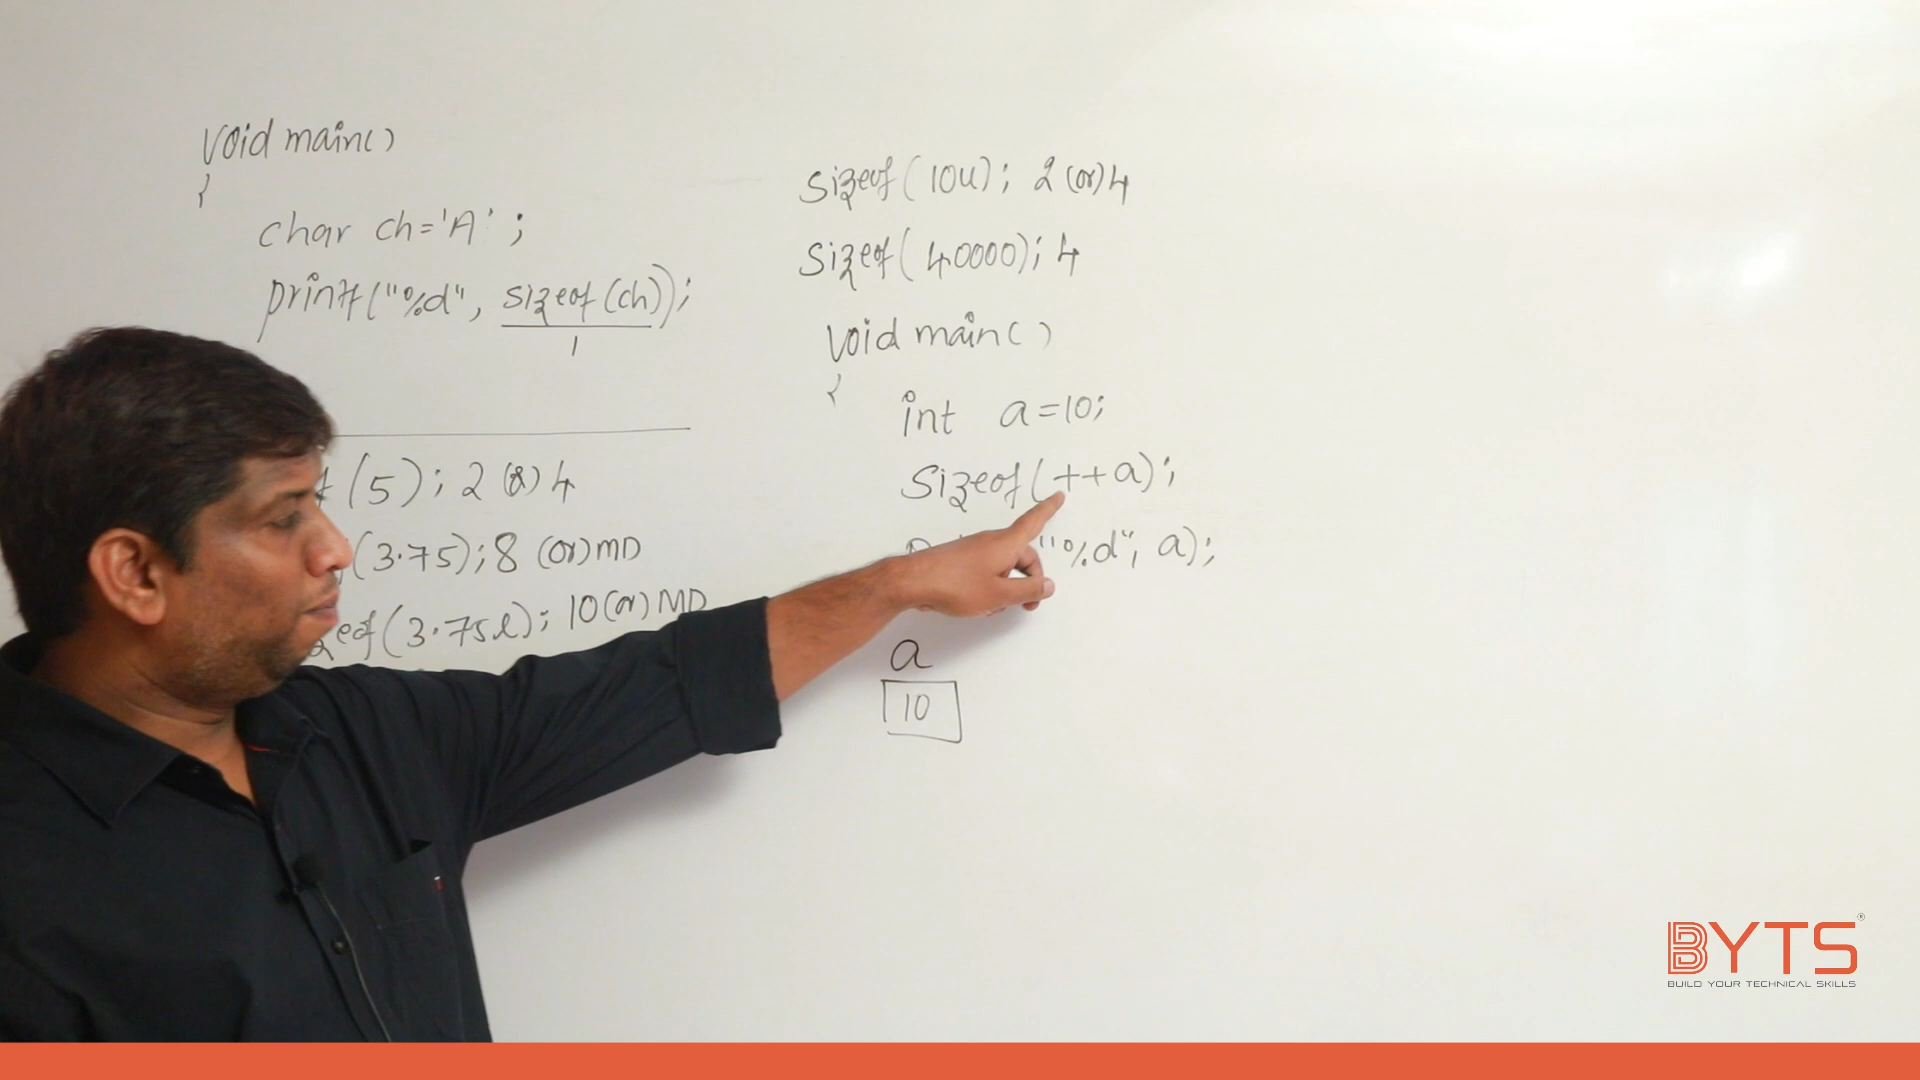 void main()
{
char ch='A';
printf("%d", sizeof(ch));
1
(5); 2 (or) 4
(3.75); 8 (or) MD
(3.75l); 10 (or) MD
sizeof(10u); 2 (or) 4
sizeof(40000); 4
void main()
{
int a=10;
sizeof(++a);
"%d", a);
a
10
BYTS®
BUILD YOUR TECHNICAL SKILLS